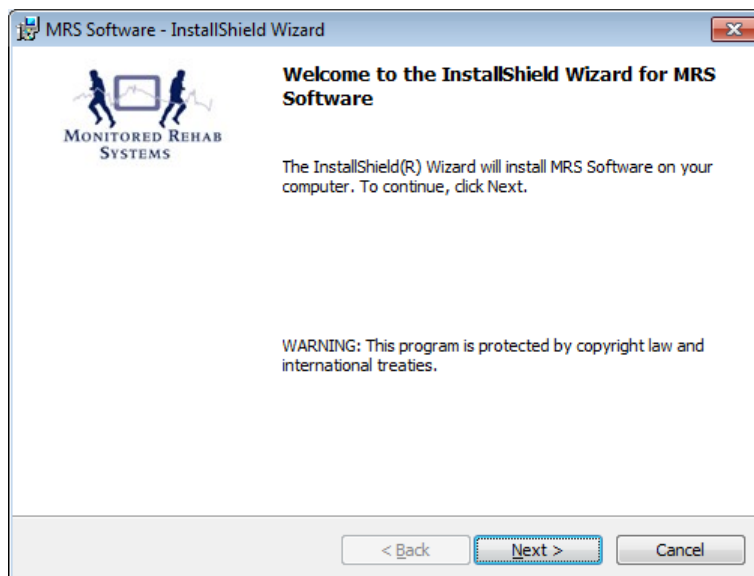 MRS Software - InstallShield Wizard
MONITORED REHAB
SYSTEMS
Welcome to the InstallShield Wizard for MRS
Software
The InstallShield(R) Wizard will install MRS Software on your
computer. To continue, click Next.
WARNING: This program is protected by copyright law and
international treaties.
< Back
Next >
Cancel